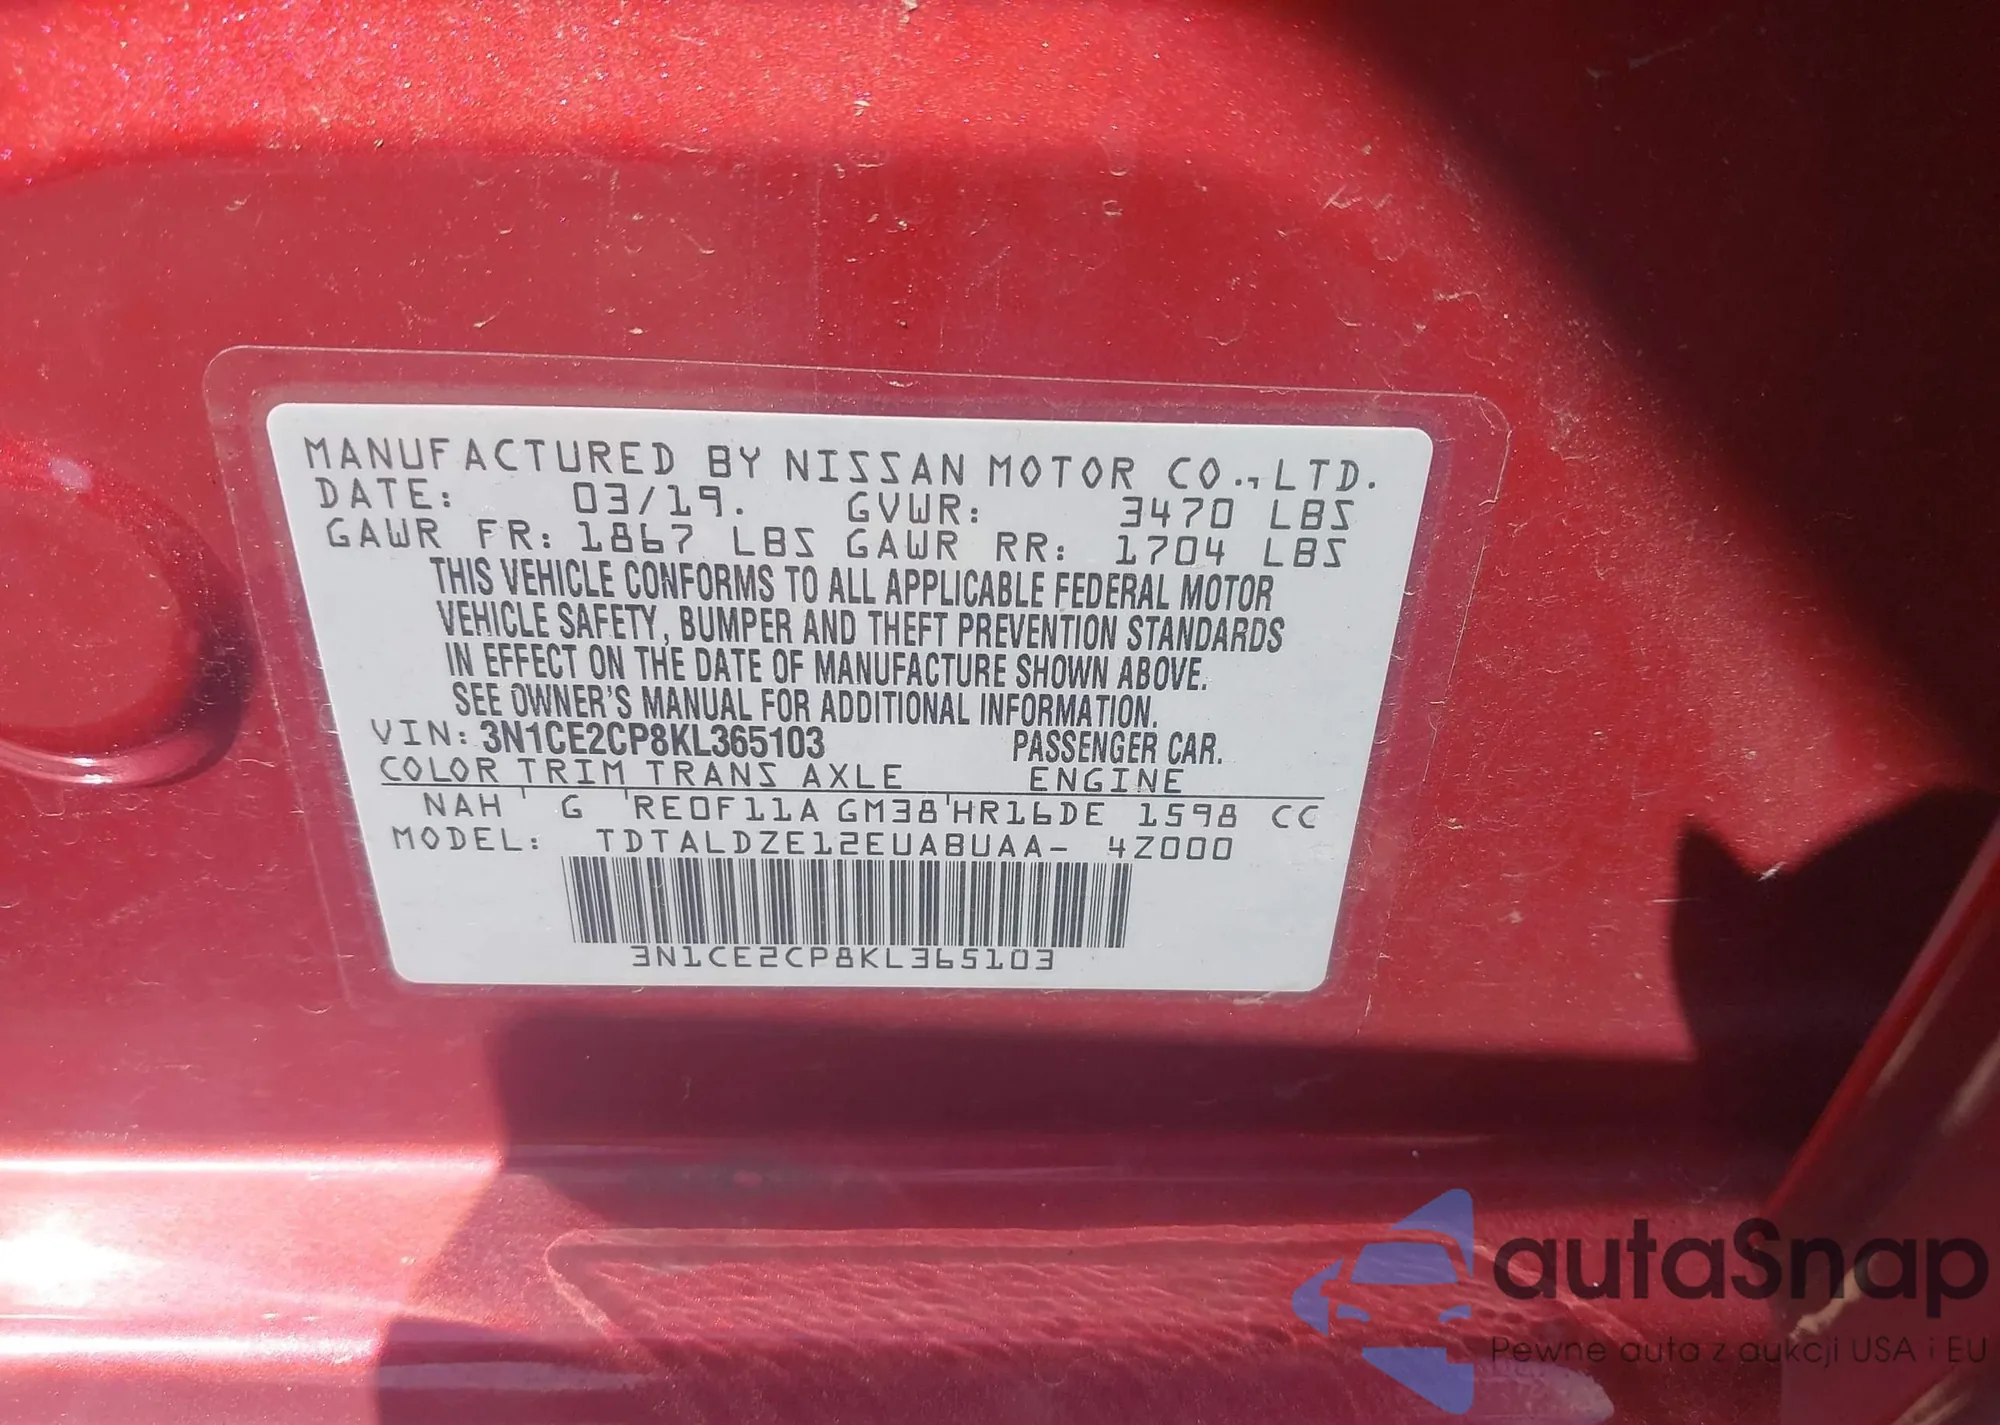 MANUFACTURED BY NISSAN MOTOR CO., LTD.
DATE: 03/19. GVWR: 3470 LBS
GAWR FR: 1867 LBS GAWR RR: 1704 LBS
THIS VEHICLE CONFORMS TO ALL APPLICABLE FEDERAL MOTOR
VEHICLE SAFETY, BUMPER AND THEFT PREVENTION STANDARDS
IN EFFECT ON THE DATE OF MANUFACTURE SHOWN ABOVE.
SEE OWNER'S MANUAL FOR ADDITIONAL INFORMATION.
VIN: 3N1CE2CP8KL365103 PASSENGER CAR.
COLOR TRIM TRANS AXLE ENGINE
NAH G RE0F11A GM38 HR16DE 1598 CC
MODEL: TDTALDZE12EUABUAA- 4Z000
3N1CE2CP8KL365103
autaSnap
Pewne auta z aukcji USA i EU